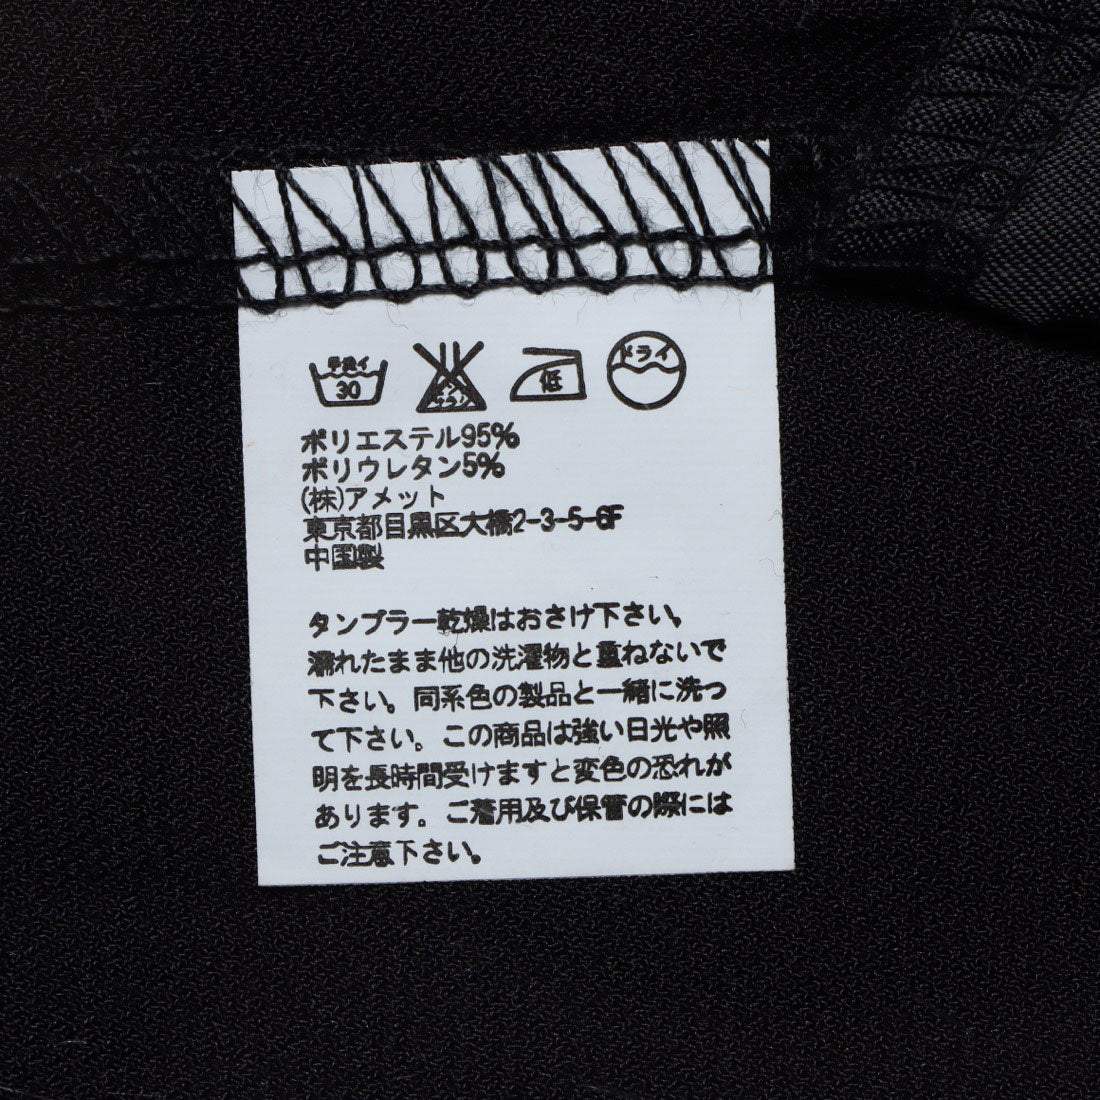 手洗イ 30 エンソサラシ 低 ドライ
ポリエステル95%
ポリウレタン5%
(株)アメット
東京都目黒区大橋2-3-5-6F
中国製
タンブラー乾燥はおさけ下さい。
濡れたまま他の洗濯物と重ねないで
下さい。同系色の製品と一緒に洗っ
て下さい。この商品は強い日光や照
明を長時間受けますと変色の恐れが
あります。ご着用及び保管の際には
ご注意下さい。